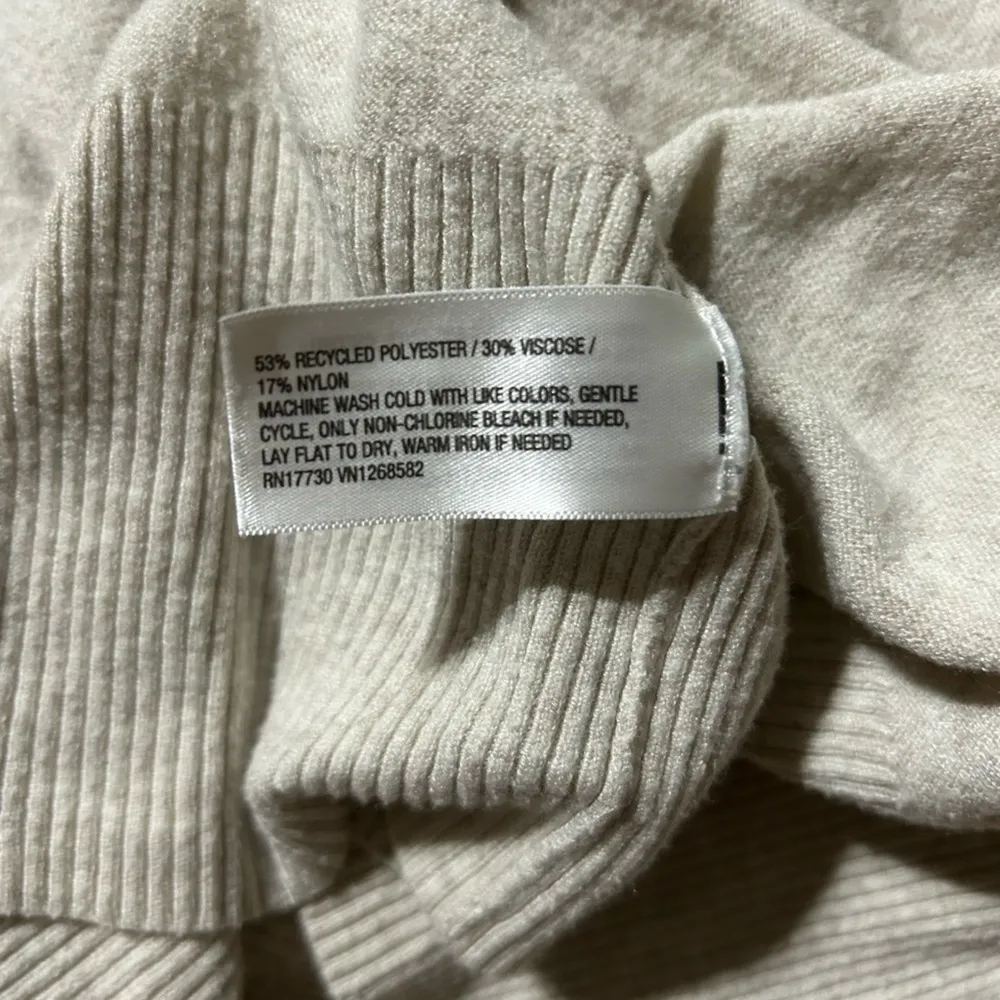 53% RECYCLED POLYESTER / 30% VISCOSE /
17% NYLON
MACHINE WASH COLD WITH LIKE COLORS, GENTLE
CYCLE, ONLY NON-CHLORINE BLEACH IF NEEDED,
LAY FLAT TO DRY, WARM IRON IF NEEDED
RN17730 VN1268582